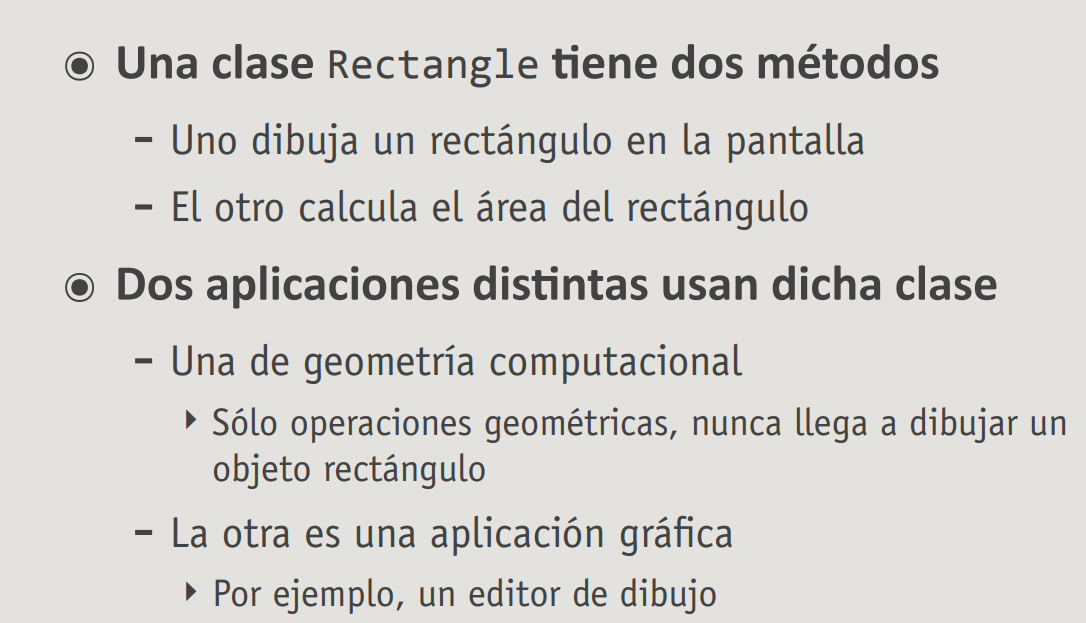 ◉ Una clase Rectangle tiene dos métodos
– Uno dibuja un rectángulo en la pantalla
– El otro calcula el área del rectángulo
◉ Dos aplicaciones distintas usan dicha clase
– Una de geometría computacional
‣ Sólo operaciones geométricas, nunca llega a dibujar un
objeto rectángulo
– La otra es una aplicación gráfica
‣ Por ejemplo, un editor de dibujo